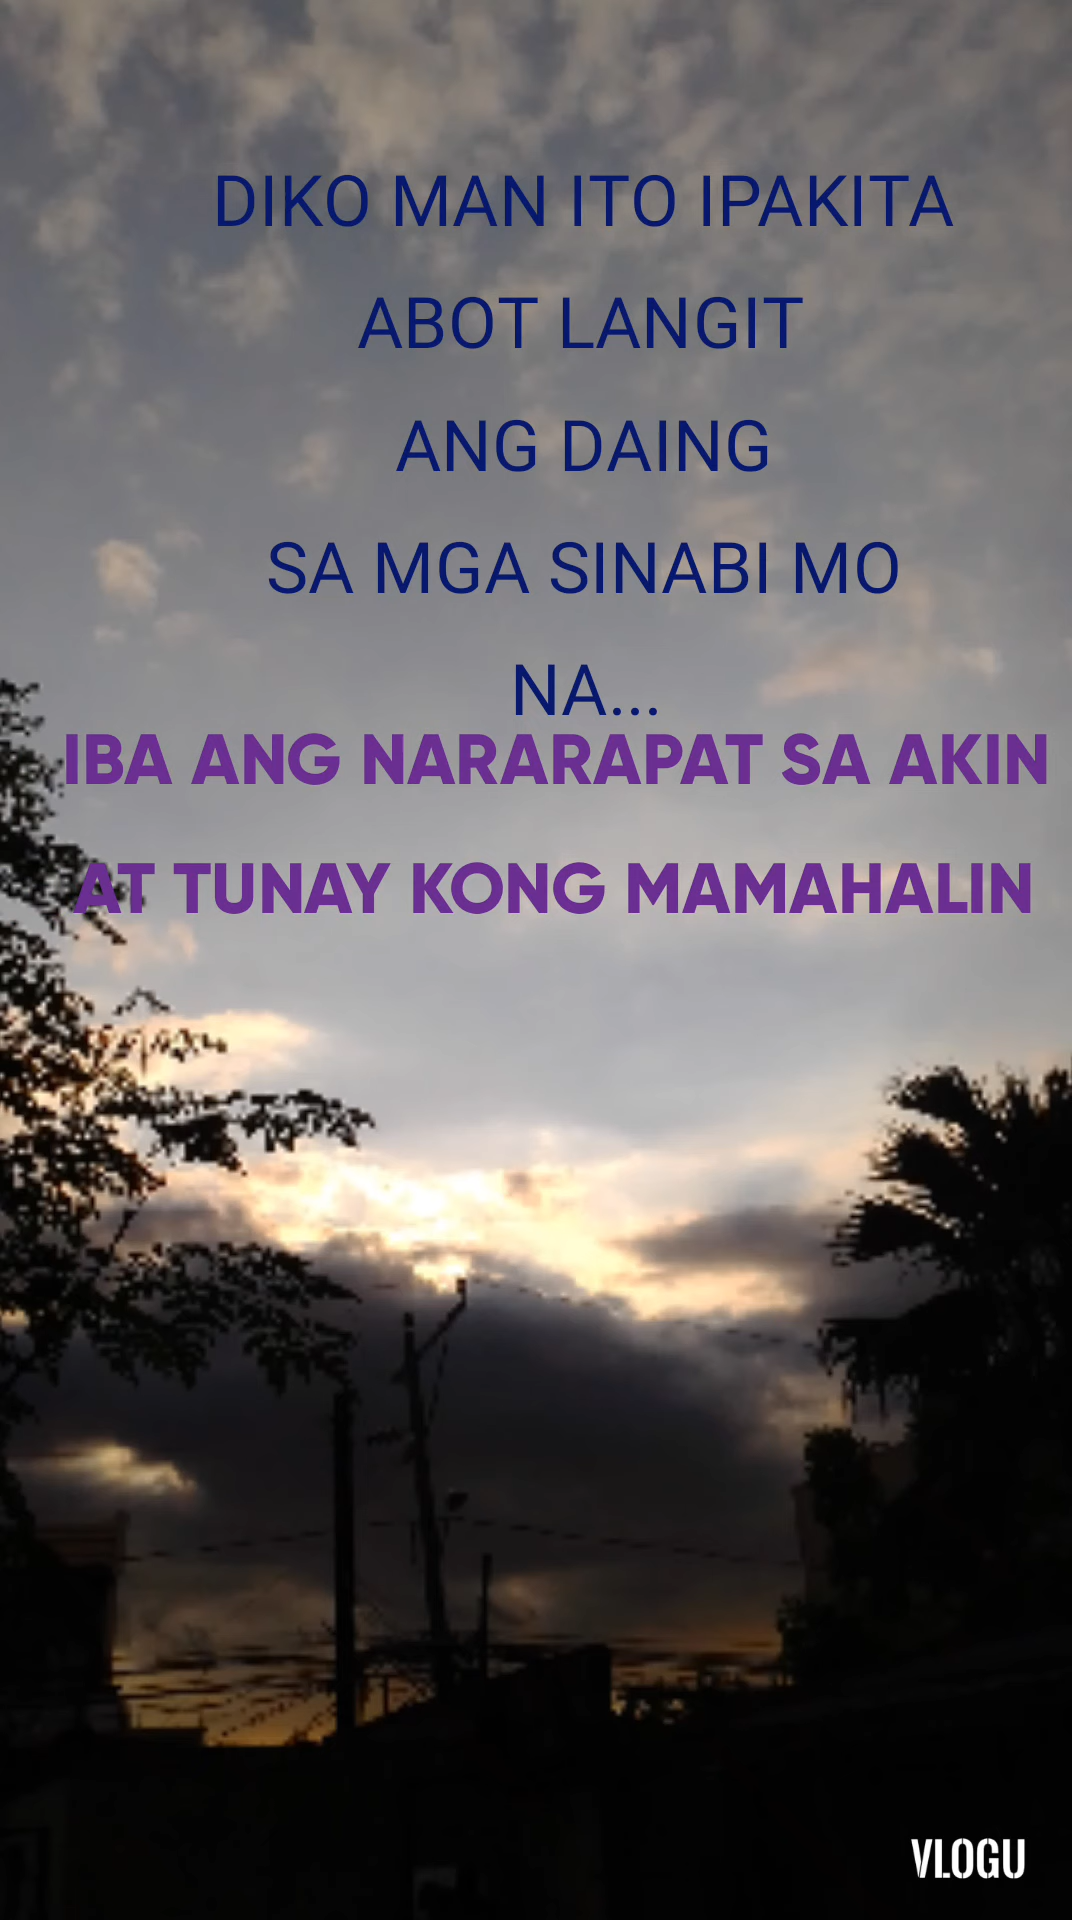 DIKO MAN ITO IPAKITA
ABOT LANGIT
ANG DAING
SA MGA SINABI MO
NA...
IBA ANG NARARAPAT SA AKIN
AT TUNAY KONG MAMAHALIN
VLOGU